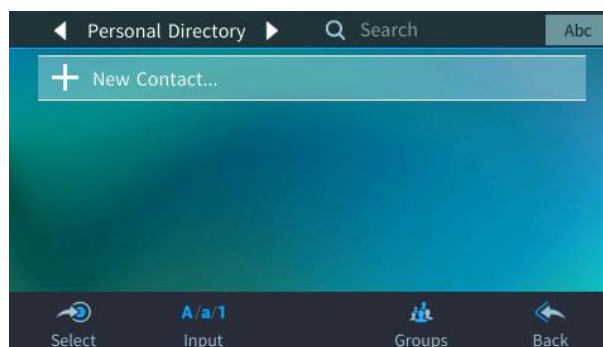 Personal Directory Search Abc
New Contact...
A/a/1
Select Input Groups Back